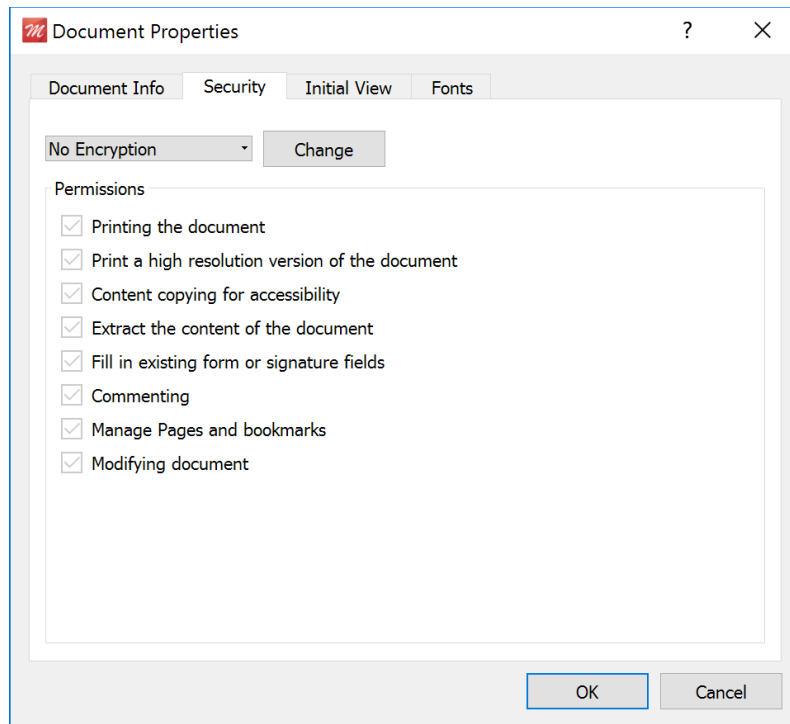 Document Properties
Document Info Security Initial View Fonts
No Encryption Change
Permissions
Printing the document
Print a high resolution version of the document
Content copying for accessibility
Extract the content of the document
Fill in existing form or signature fields
Commenting
Manage Pages and bookmarks
Modifying document
OK Cancel